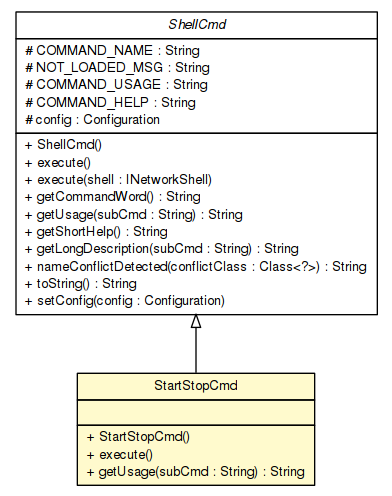 ShellCmd
# COMMAND_NAME : String
# NOT_LOADED_MSG : String
# COMMAND_USAGE : String
# COMMAND_HELP : String
# config : Configuration
+ ShellCmd()
+ execute()
+ execute(shell : INetworkShell)
+ getCommandWord() : String
+ getUsage(subCmd : String) : String
+ getShortHelp() : String
+ getLongDescription(subCmd : String) : String
+ nameConflictDetected(conflictClass : Class<?>) : String
+ toString() : String
+ setConfig(config : Configuration)
StartStopCmd
+ StartStopCmd()
+ execute()
+ getUsage(subCmd : String) : String